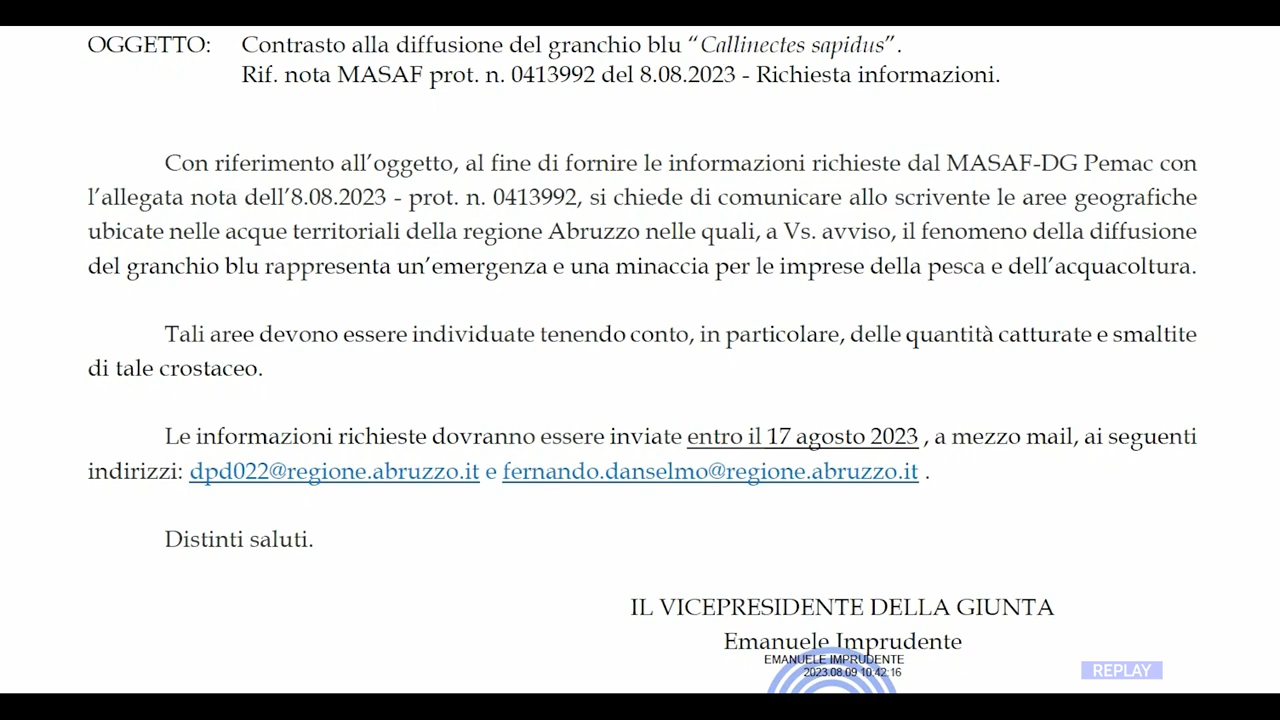 OGGETTO: Contrasto alla diffusione del granchio blu “Callinectes sapidus”.
Rif. nota MASAF prot. n. 0413992 del 8.08.2023 - Richiesta informazioni.
Con riferimento all’oggetto, al fine di fornire le informazioni richieste dal MASAF-DG Pemac con
l’allegata nota dell’8.08.2023 - prot. n. 0413992, si chiede di comunicare allo scrivente le aree geografiche
ubicate nelle acque territoriali della regione Abruzzo nelle quali, a Vs. avviso, il fenomeno della diffusione
del granchio blu rappresenta un’emergenza e una minaccia per le imprese della pesca e dell’acquacoltura.
Tali aree devono essere individuate tenendo conto, in particolare, delle quantità catturate e smaltite
di tale crostaceo.
Le informazioni richieste dovranno essere inviate entro il 17 agosto 2023 , a mezzo mail, ai seguenti
indirizzi: dpd022@regione.abruzzo.it e fernando.danselmo@regione.abruzzo.it .
Distinti saluti.
IL VICEPRESIDENTE DELLA GIUNTA
Emanuele Imprudente
EMANUELE IMPRUDENTE
2023.08.09 10:42:16
REPLAY